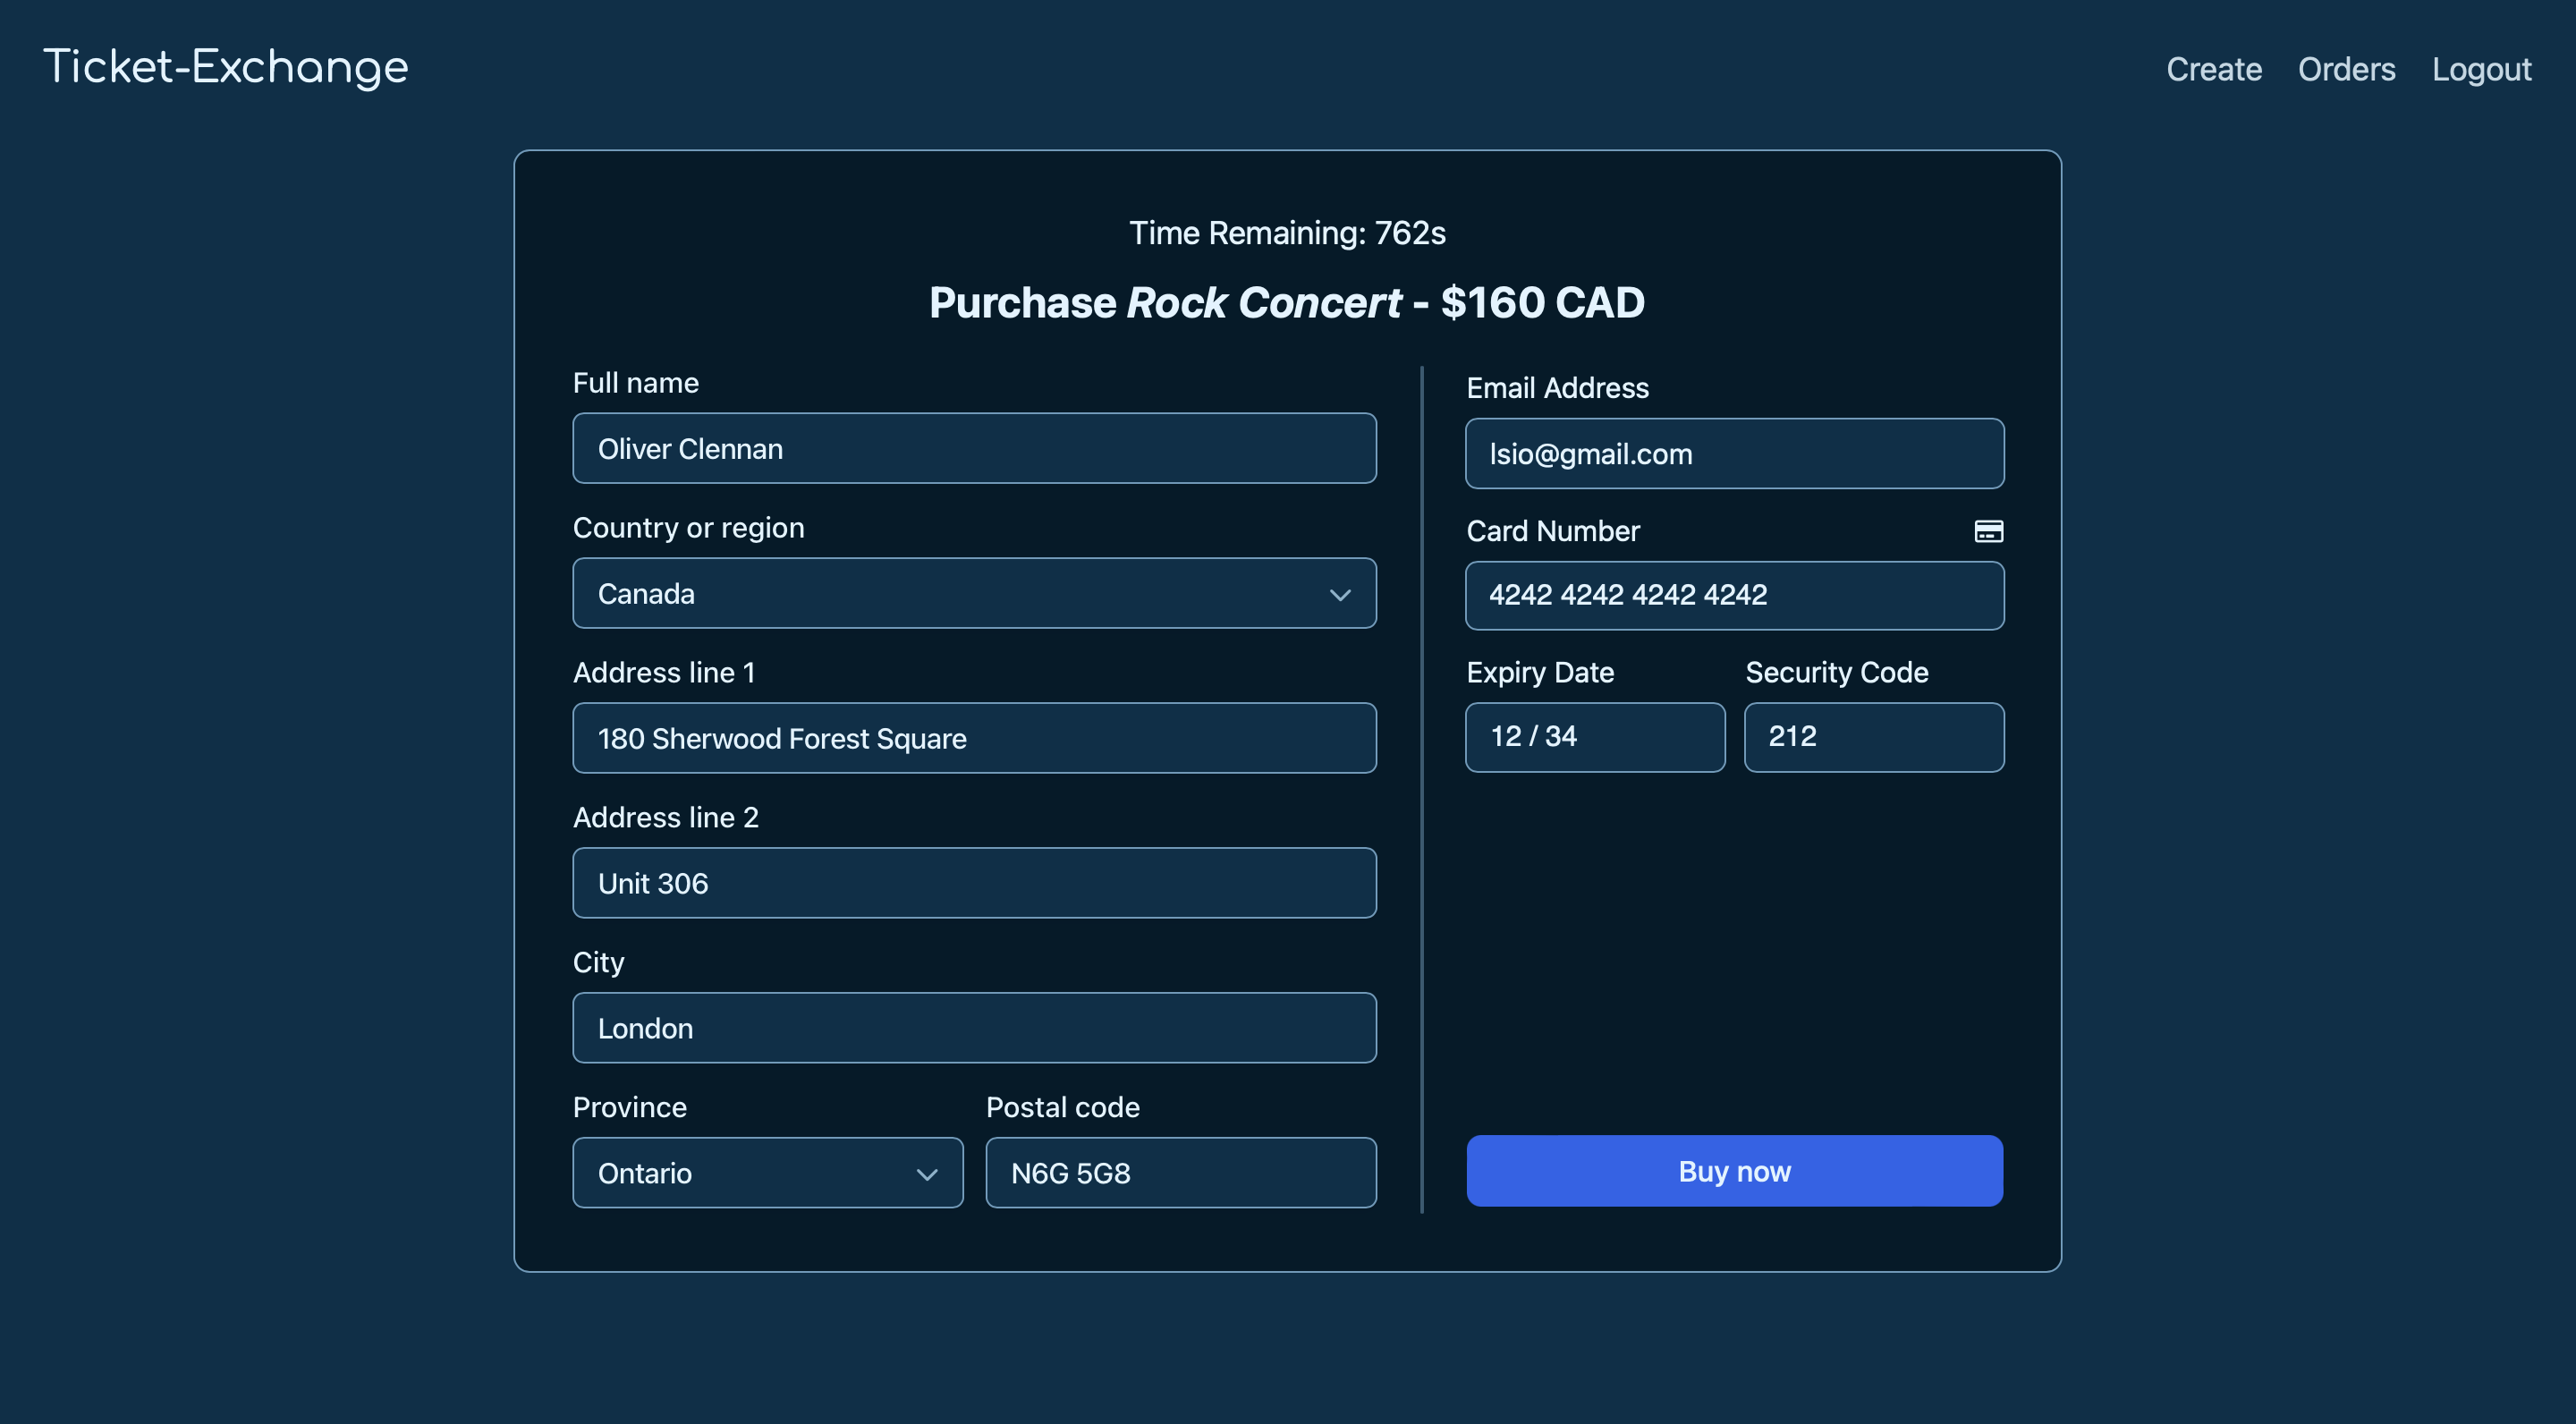 Ticket-Exchange
Create Orders Logout
Time Remaining: 762s
Purchase Rock Concert - $160 CAD
Full name
Oliver Clennan
Country or region
Canada
Address line 1
180 Sherwood Forest Square
Address line 2
Unit 306
City
London
Province Postal code
Ontario N6G 5G8
Email Address
lsio@gmail.com
Card Number
4242 4242 4242 4242
Expiry Date Security Code
12 / 34 212
Buy now